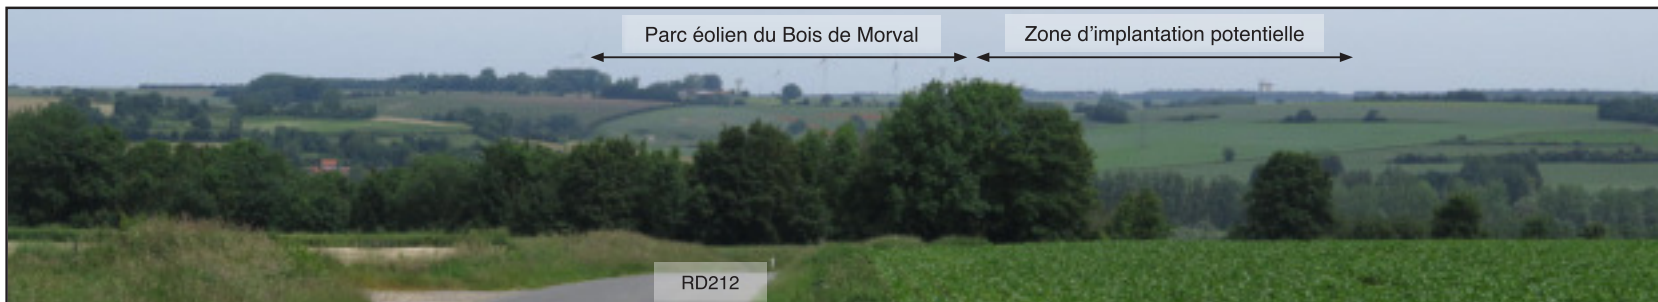 Parc éolien du Bois de Morval
Zone d'implantation potentielle
RD212